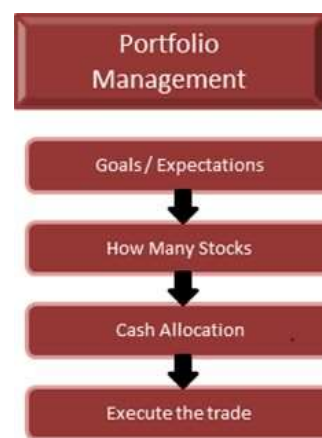 Portfolio
Management
Goals / Expectations
How Many Stocks
Cash Allocation
Execute the trade